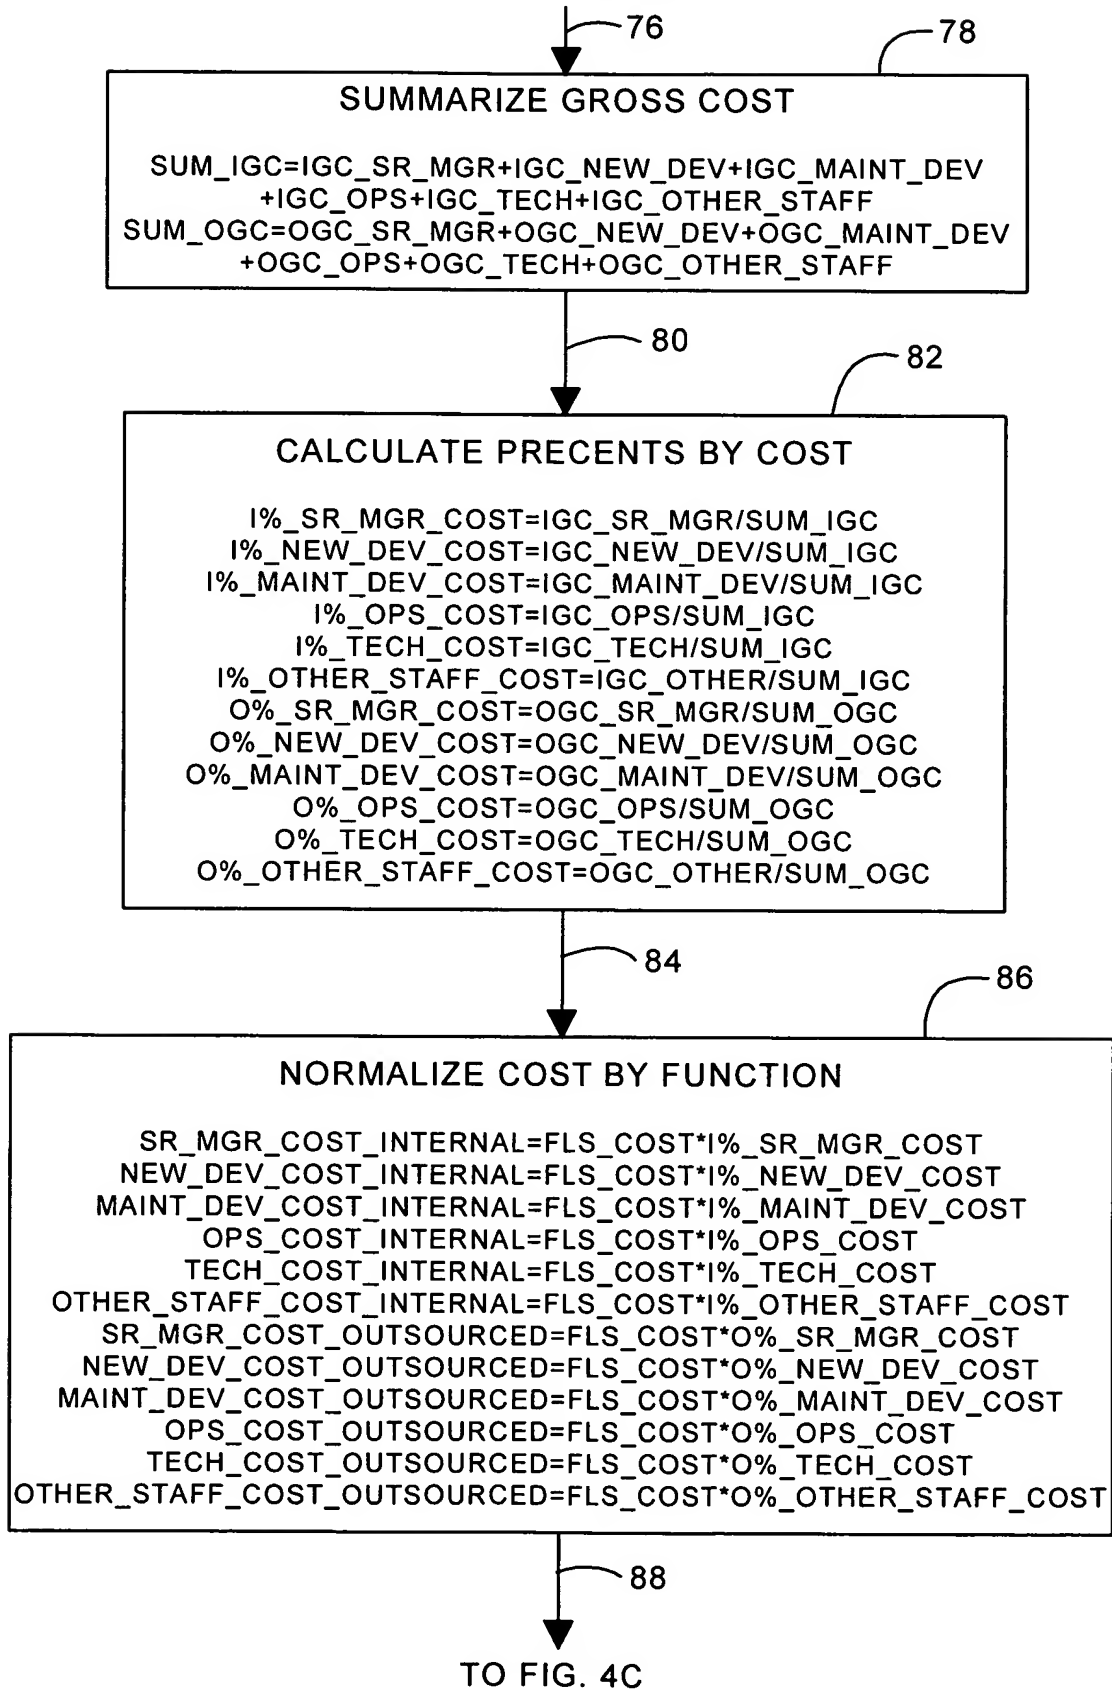 76
78
SUMMARIZE GROSS COST
SUM_IGC=IGC_SR_MGR+IGC_NEW_DEV+IGC_MAINT_DEV
+IGC_OPS+IGC_TECH+IGC_OTHER_STAFF
SUM_OGC=OGC_SR_MGR+OGC_NEW_DEV+OGC_MAINT_DEV
+OGC_OPS+OGC_TECH+OGC_OTHER_STAFF
80
82
CALCULATE PRECENTS BY COST
I%_SR_MGR_COST=IGC_SR_MGR/SUM_IGC
I%_NEW_DEV_COST=IGC_NEW_DEV/SUM_IGC
I%_MAINT_DEV_COST=IGC_MAINT_DEV/SUM_IGC
I%_OPS_COST=IGC_OPS/SUM_IGC
I%_TECH_COST=IGC_TECH/SUM_IGC
I%_OTHER_STAFF_COST=IGC_OTHER/SUM_IGC
O%_SR_MGR_COST=OGC_SR_MGR/SUM_OGC
O%_NEW_DEV_COST=OGC_NEW_DEV/SUM_OGC
O%_MAINT_DEV_COST=OGC_MAINT_DEV/SUM_OGC
O%_OPS_COST=OGC_OPS/SUM_OGC
O%_TECH_COST=OGC_TECH/SUM_OGC
O%_OTHER_STAFF_COST=OGC_OTHER/SUM_OGC
84
86
NORMALIZE COST BY FUNCTION
SR_MGR_COST_INTERNAL=FLS_COST*I%_SR_MGR_COST
NEW_DEV_COST_INTERNAL=FLS_COST*I%_NEW_DEV_COST
MAINT_DEV_COST_INTERNAL=FLS_COST*I%_MAINT_DEV_COST
OPS_COST_INTERNAL=FLS_COST*I%_OPS_COST
TECH_COST_INTERNAL=FLS_COST*I%_TECH_COST
OTHER_STAFF_COST_INTERNAL=FLS_COST*I%_OTHER_STAFF_COST
SR_MGR_COST_OUTSOURCED=FLS_COST*O%_SR_MGR_COST
NEW_DEV_COST_OUTSOURCED=FLS_COST*O%_NEW_DEV_COST
MAINT_DEV_COST_OUTSOURCED=FLS_COST*O%_MAINT_DEV_COST
OPS_COST_OUTSOURCED=FLS_COST*O%_OPS_COST
TECH_COST_OUTSOURCED=FLS_COST*O%_TECH_COST
OTHER_STAFF_COST_OUTSOURCED=FLS_COST*O%_OTHER_STAFF_COST
88
TO FIG. 4C